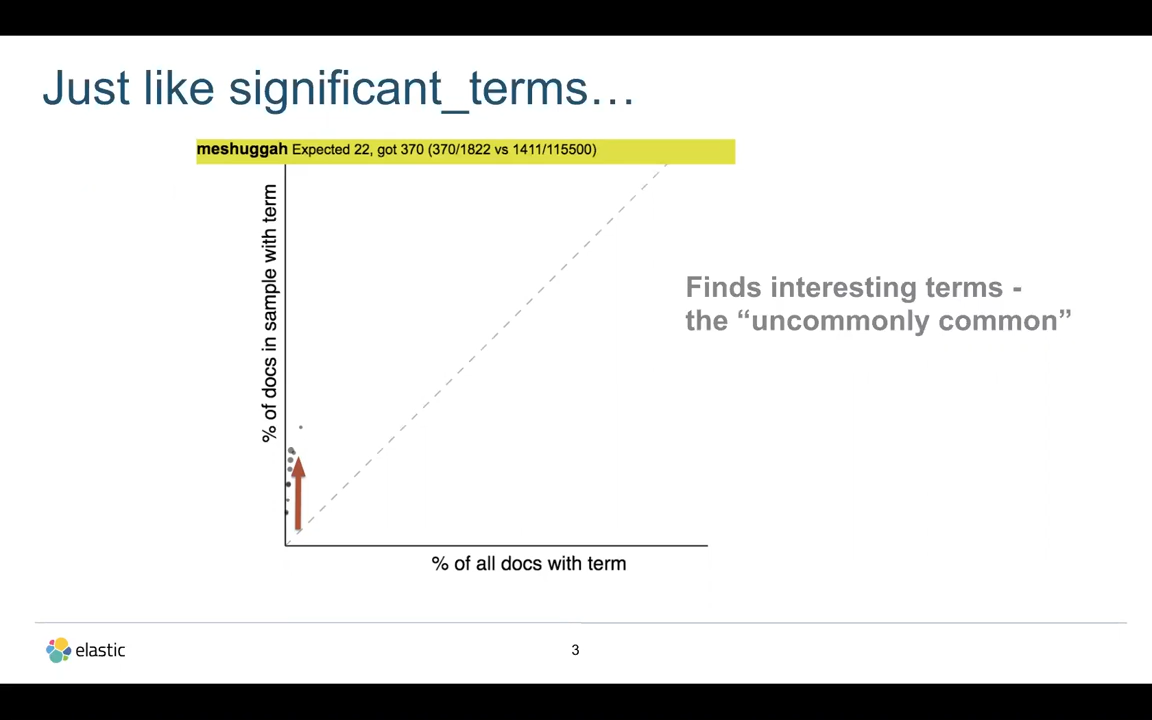 Just like significant_terms…
meshuggah Expected 22, got 370 (370/1822 vs 1411/115500)
% of docs in sample with term
Finds interesting terms -
the “uncommonly common”
% of all docs with term
elastic
3